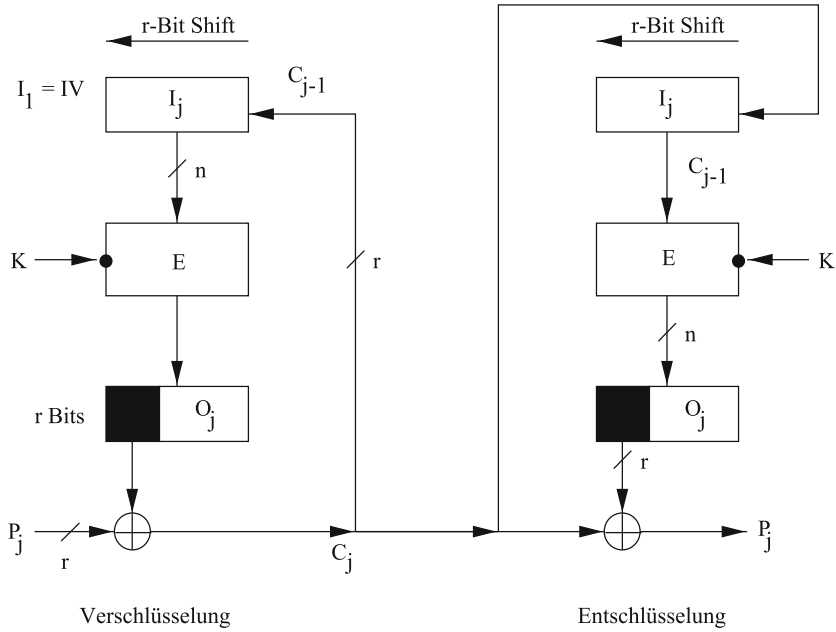 r-Bit Shift
r-Bit Shift
I1 = IV
Ij
Cj-1
Ij
n
Cj-1
K
E
r
E
K
n
r Bits
Oj
Oj
r
Pj
r
Cj
Pj
Verschlüsselung
Entschlüsselung